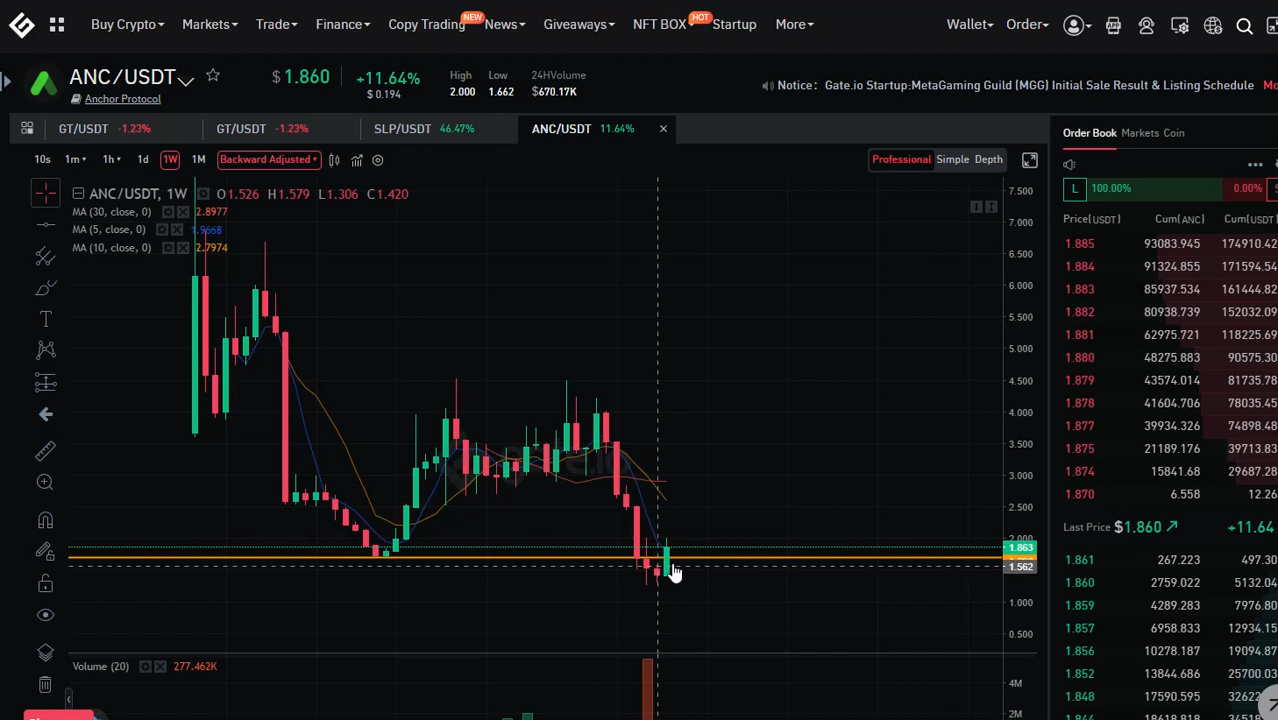 Buy Crypto Markets Trade Finance Copy Trading NEW News Giveaways NFT BOX HOT Startup More Wallet Order
ANC/USDT $ 1.860 +11.64% High Low 24HVolume
$ 0.194 2.000 1.662 $670.17K
Anchor Protocol
Notice: Gate.io Startup:MetaGaming Guild (MGG) Initial Sale Result & Listing Schedule Mo
GT/USDT -1.23% GT/USDT -1.23% SLP/USDT 46.47% ANC/USDT 11.64%
10s 1m 1h 1d 1W 1M Backward Adjusted Professional Simple Depth
ANC/USDT, 1W O1.526 H1.579 L1.306 C1.420
MA (30, close, 0) 2.8977
MA (5, close, 0)
MA (10, close, 0) 2.7974
7.500
7.000
6.500
6.000
5.500
5.000
4.500
4.000
3.500
3.000
2.500
2.000
1.863
1.562
1.000
0.500
Volume (20) 277.462K
4M
2M
Order Book Markets Coin
L 100.00% 0.00% S
Price(USDT) Cum(ANC) Cum(USDT)
1.885 93083.945 174910.42
1.884 91324.855 171594.54
1.883 85937.534 161444.82
1.882 80938.739 152032.09
1.881 62975.721 118225.69
1.880 48275.883 90575.30
1.879 43574.014 81735.78
1.878 41604.706 78035.45
1.877 39934.326 74898.48
1.875 21189.176 39713.83
1.874 15841.68 29687.28
1.870 6.558 12.26
Last Price $1.860 +11.64
1.861 267.223 497.30
1.860 2759.022 5132.04
1.859 4289.283 7976.80
1.857 6958.833 12934.15
1.856 10278.187 19094.87
1.852 13924.643 25700.03
1.848 17590.595